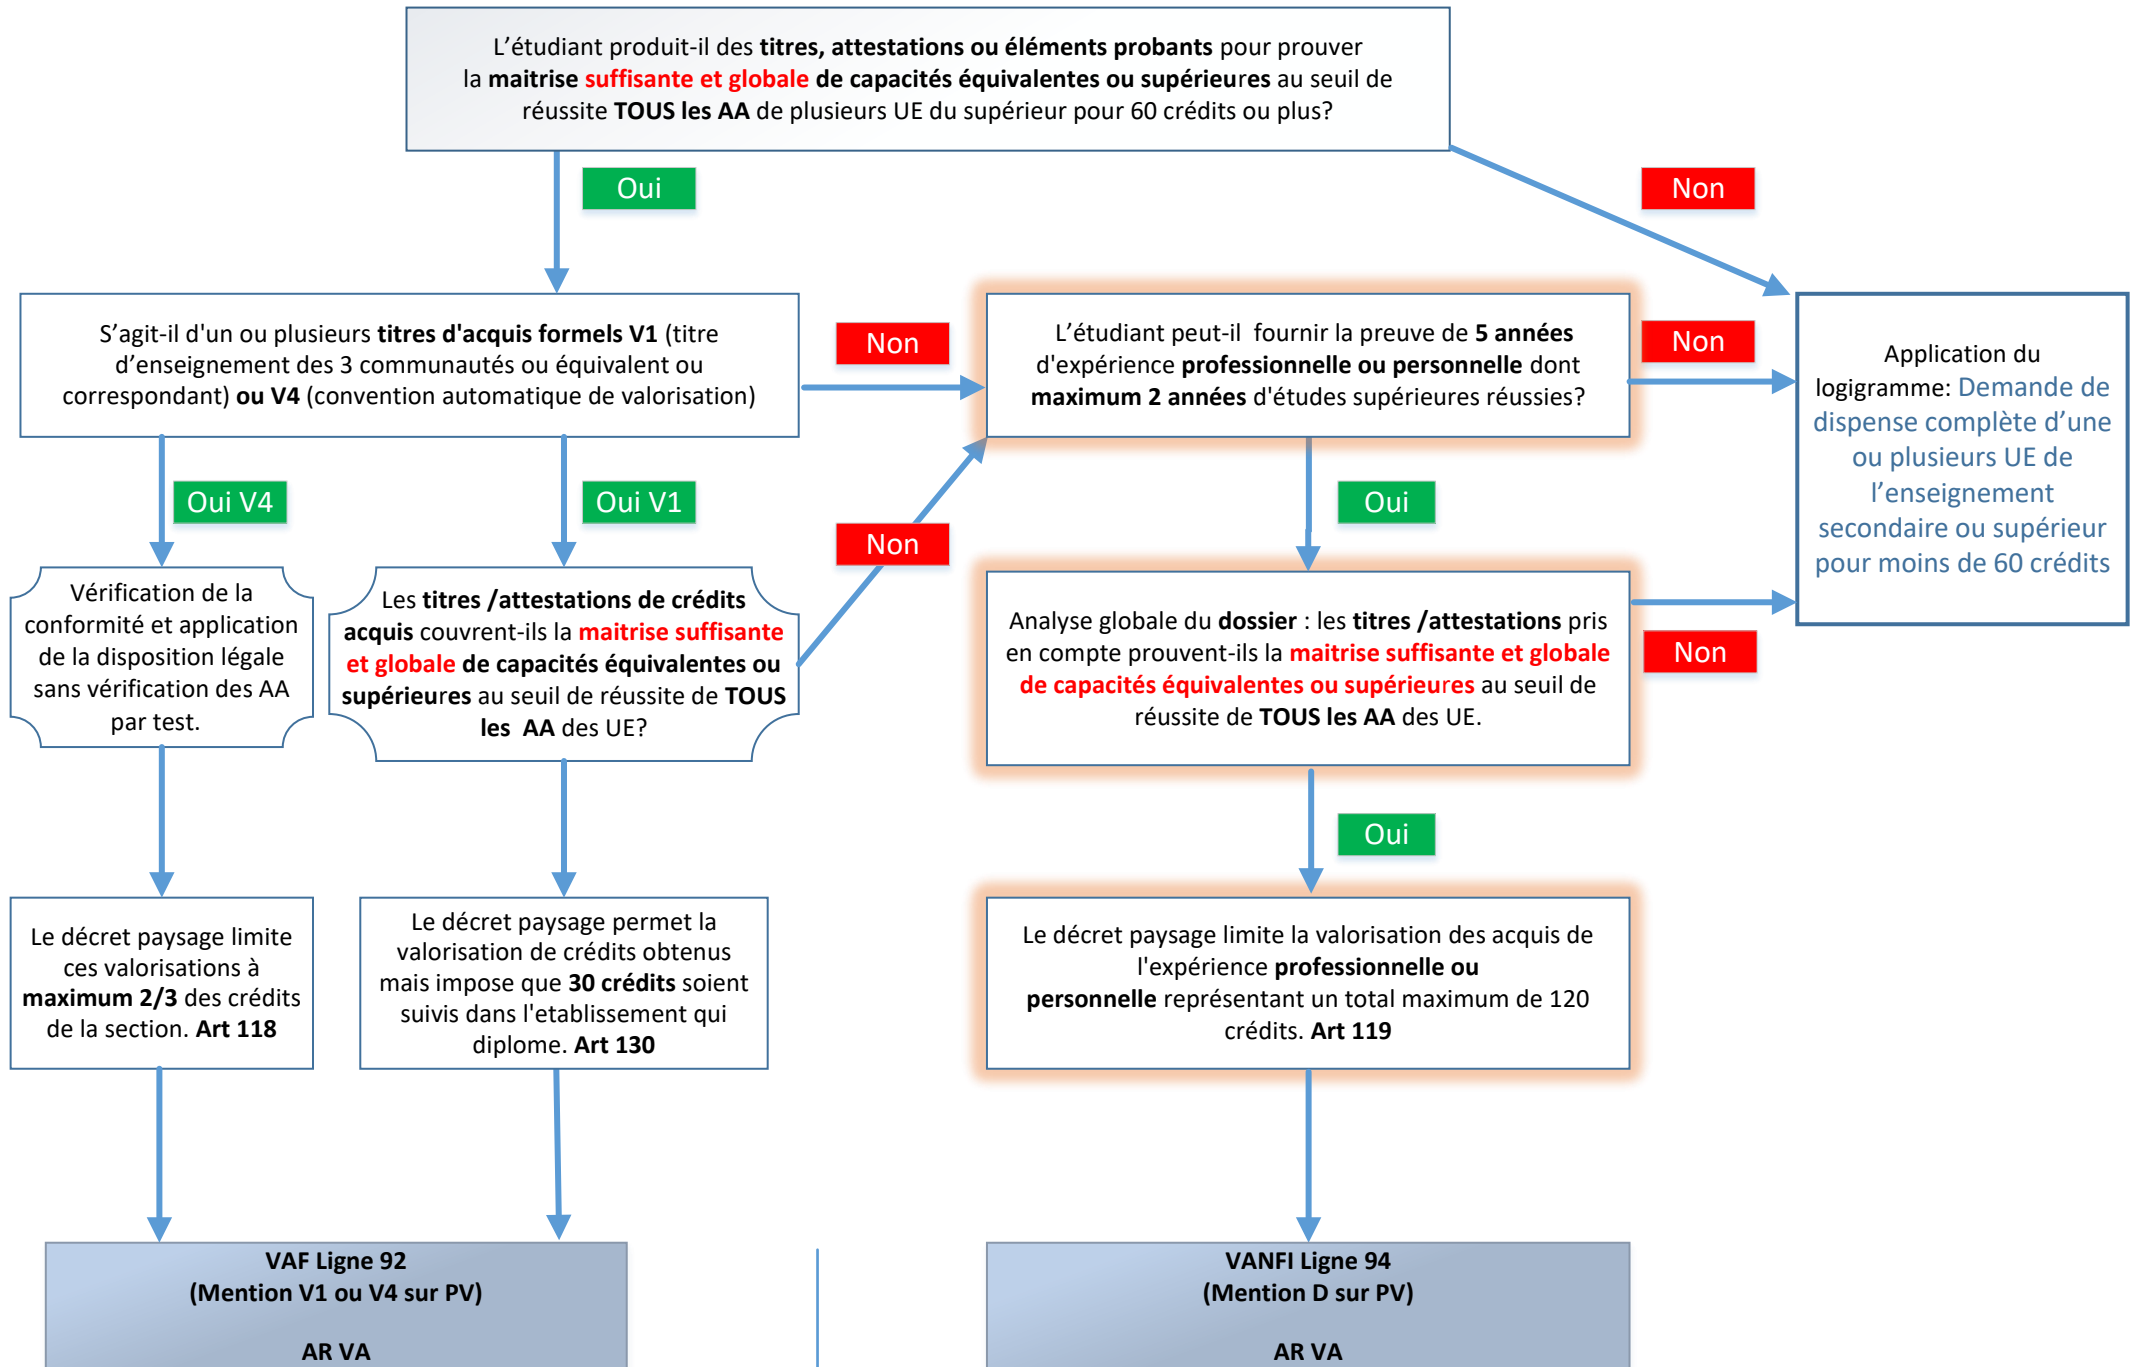 L’étudiant produit-il des titres, attestations ou éléments probants pour prouver
la maitrise suffisante et globale de capacités équivalentes ou supérieures au seuil de
réussite TOUS les AA de plusieurs UE du supérieur pour 60 crédits ou plus?
Oui
Non
S’agit-il d'un ou plusieurs titres d'acquis formels V1 (titre
d’enseignement des 3 communautés ou équivalent ou
correspondant) ou V4 (convention automatique de valorisation)
Non
L’étudiant peut-il fournir la preuve de 5 années
d'expérience professionnelle ou personnelle dont
maximum 2 années d'études supérieures réussies?
Non
Application du
logigramme: Demande de
dispense complète d’une
ou plusieurs UE de
l’enseignement
secondaire ou supérieur
pour moins de 60 crédits
Oui V4
Oui V1
Non
Oui
Vérification de la
conformité et application
de la disposition légale
sans vérification des AA
par test.
Les titres /attestations de crédits
acquis couvrent-ils la maitrise suffisante
et globale de capacités équivalentes ou
supérieures au seuil de réussite de TOUS
les AA des UE?
Analyse globale du dossier : les titres /attestations pris
en compte prouvent-ils la maitrise suffisante et globale
de capacités équivalentes ou supérieures au seuil de
réussite de TOUS les AA des UE.
Non
Oui
Le décret paysage limite
ces valorisations à
maximum 2/3 des crédits
de la section. Art 118
Le décret paysage permet la
valorisation de crédits obtenus
mais impose que 30 crédits soient
suivis dans l'etablissement qui
diplome. Art 130
Le décret paysage limite la valorisation des acquis de
l'expérience professionnelle ou
personnelle représentant un total maximum de 120
crédits. Art 119
VAF Ligne 92
(Mention V1 ou V4 sur PV)
AR VA
VANFI Ligne 94
(Mention D sur PV)
AR VA